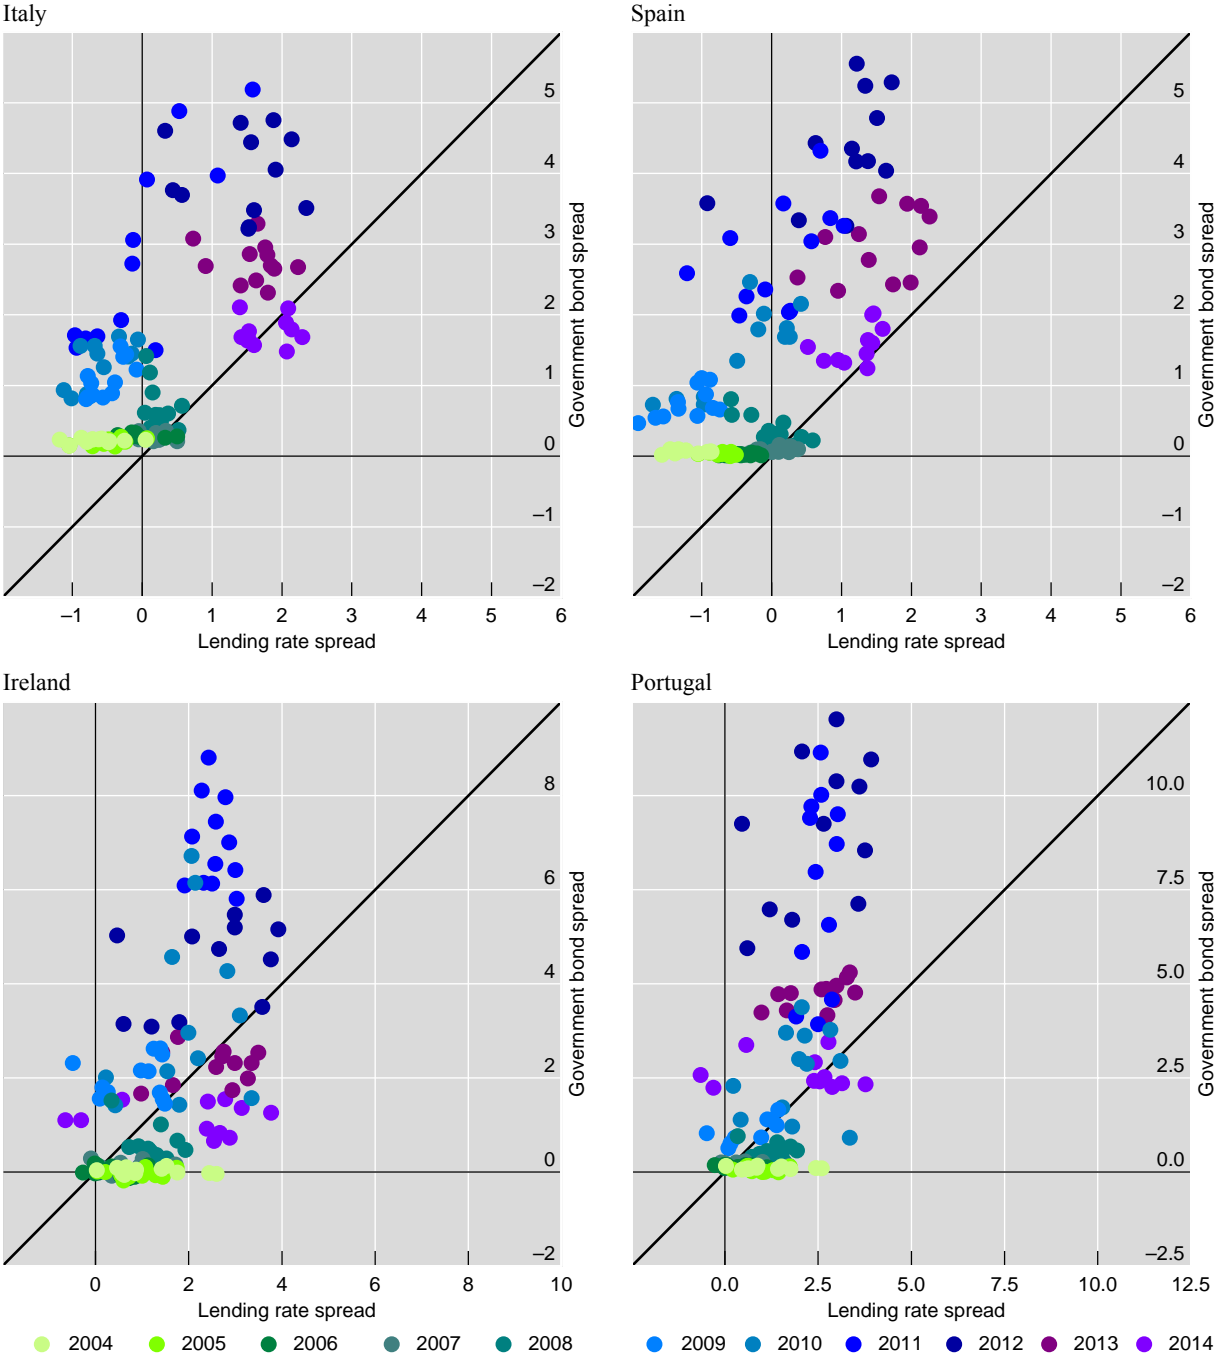 Italy
Spain
5
4
3
2
1
0
–1
–2
Government bond spread
–1 0 1 2 3 4 5 6
Lending rate spread
5
4
3
2
1
0
–1
–2
Government bond spread
–1 0 1 2 3 4 5 6
Lending rate spread
Ireland
Portugal
8
6
4
2
0
–2
Government bond spread
0 2 4 6 8 10
Lending rate spread
10.0
7.5
5.0
2.5
0.0
–2.5
Government bond spread
0.0 2.5 5.0 7.5 10.0 12.5
Lending rate spread
2004 2005 2006 2007 2008 2009 2010 2011 2012 2013 2014